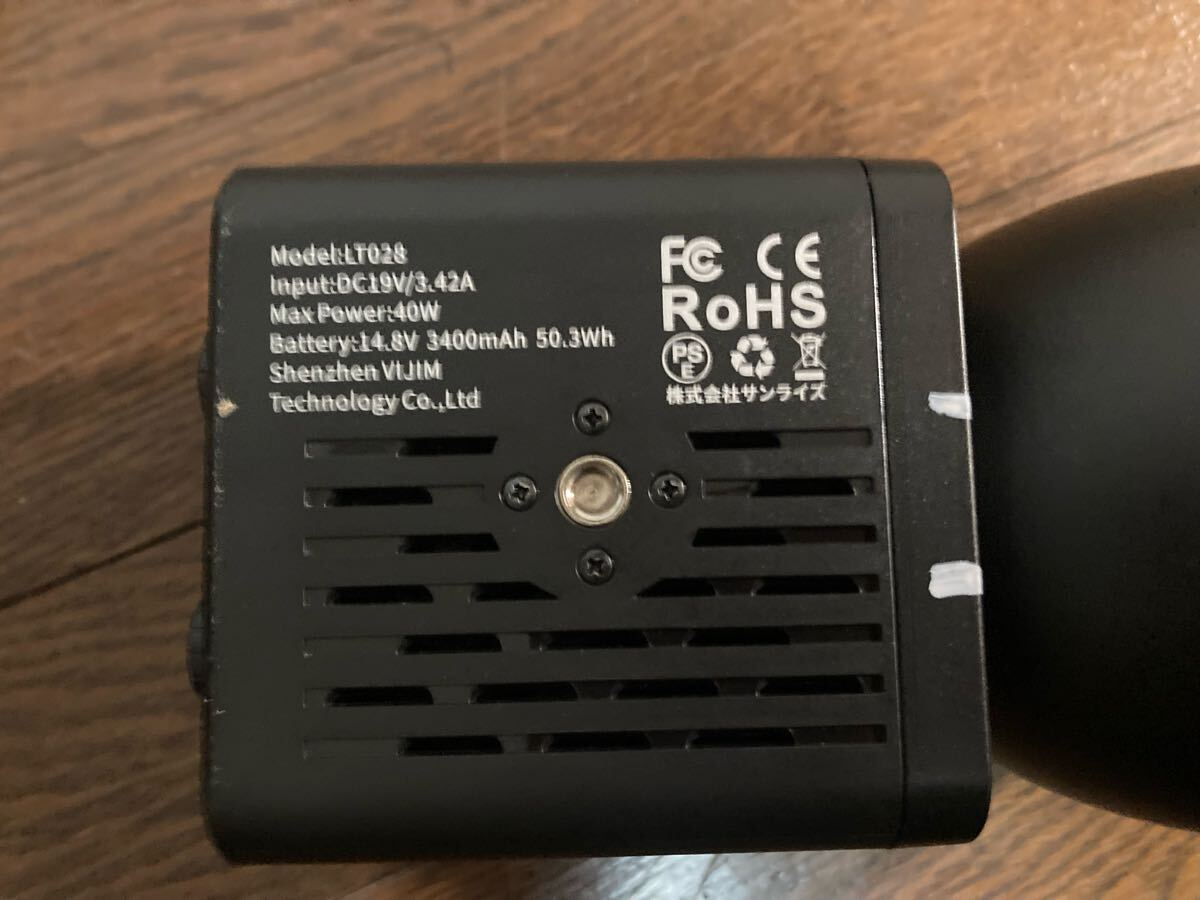 Model:LT028
Input:DC19V/3.42A
Max Power:40W
Battery:14.8V 3400mAh 50.3Wh
Shenzhen VIJIM
Technology Co.,Ltd
FC CE
RoHS
PS
E
株式会社サンライズ